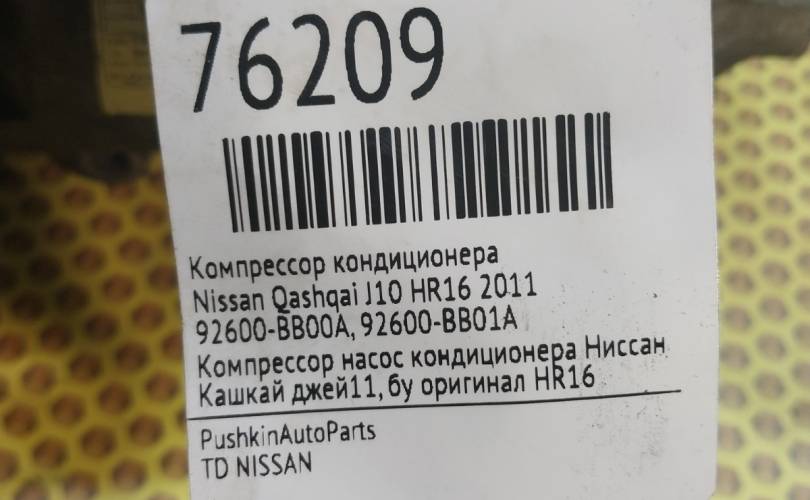 76209
Компрессор кондиционера
Nissan Qashqai J10 HR16 2011
92600-BB00A, 92600-BB01A
Компрессор насос кондиционера Ниссан
Кашкай джей11, бу оригинал HR16
PushkinAutoParts
TD NISSAN